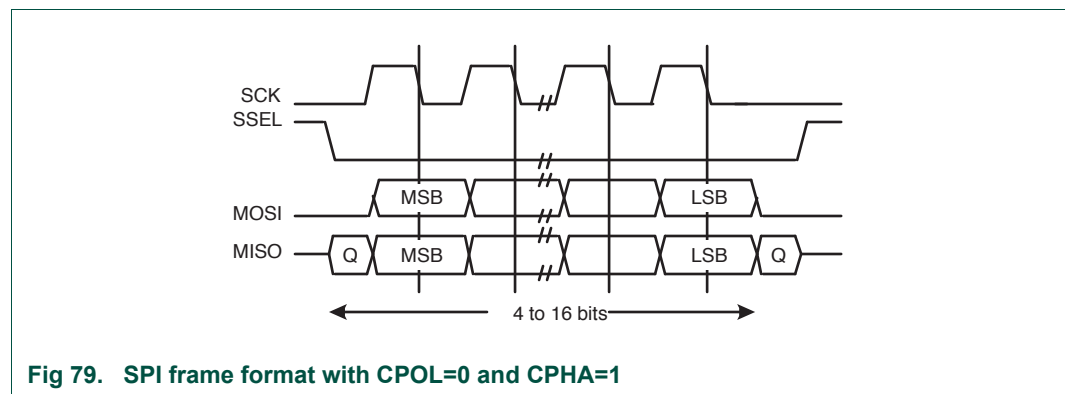 SCK
SSEL
MOSI MSB LSB
MISO Q MSB LSB Q
4 to 16 bits
Fig 79. SPI frame format with CPOL=0 and CPHA=1